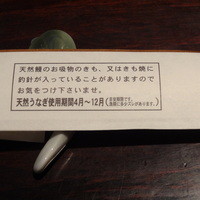 天然鰻のお吸物のきも、又はきも焼に
釣針が入っていることがありますので
お気をつけ下さいませ。
天然うなぎ使用期間4月〜12月